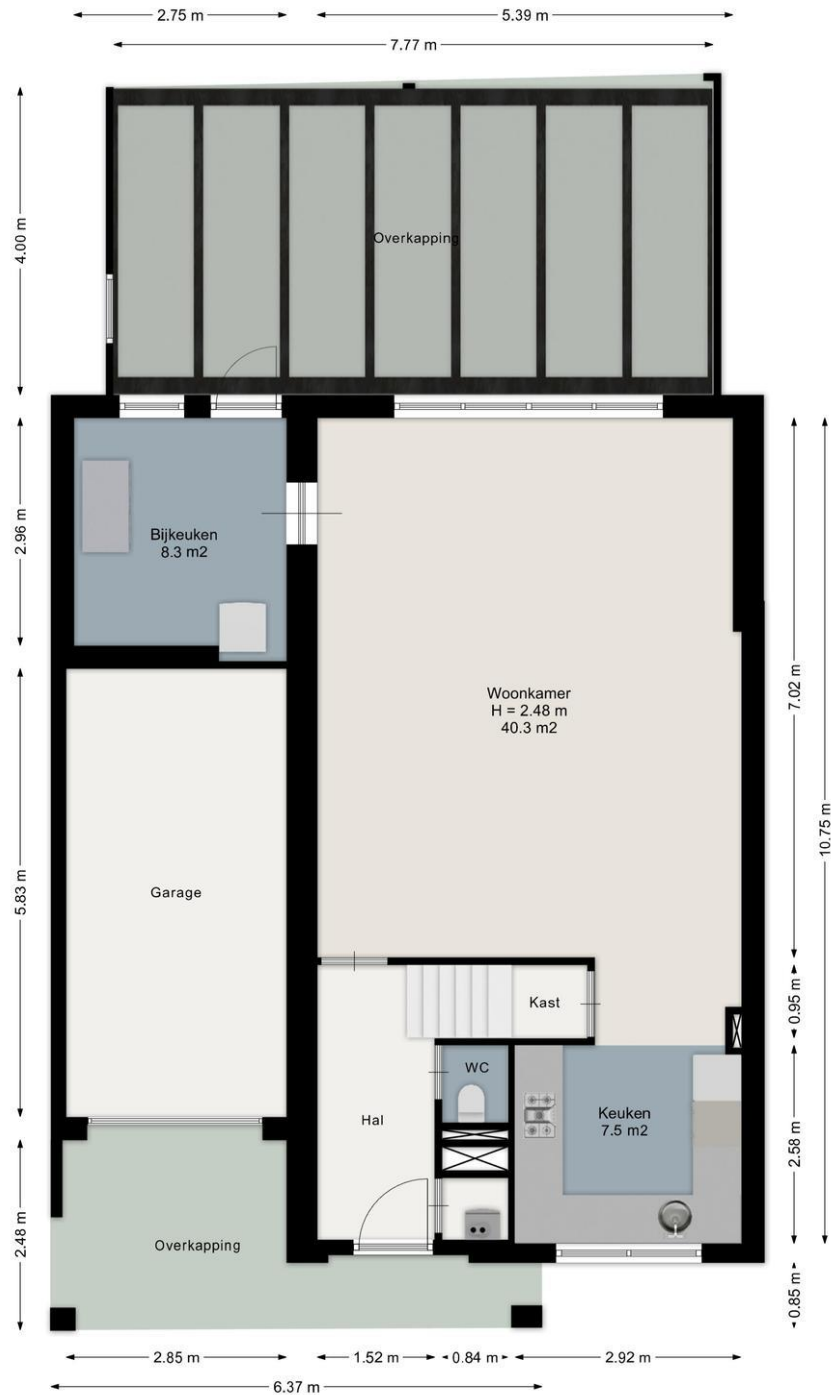 2.75 m
5.39 m
7.77 m
4.00 m
Overkapping
2.96 m
Bijkeuken
8.3 m2
Woonkamer
H = 2.48 m
40.3 m2
7.02 m
10.75 m
5.83 m
Garage
0.95 m
Kast
WC
Keuken
7.5 m2
Hal
2.58 m
2.48 m
Overkapping
0.85 m
2.85 m
1.52 m
0.84 m
2.92 m
6.37 m